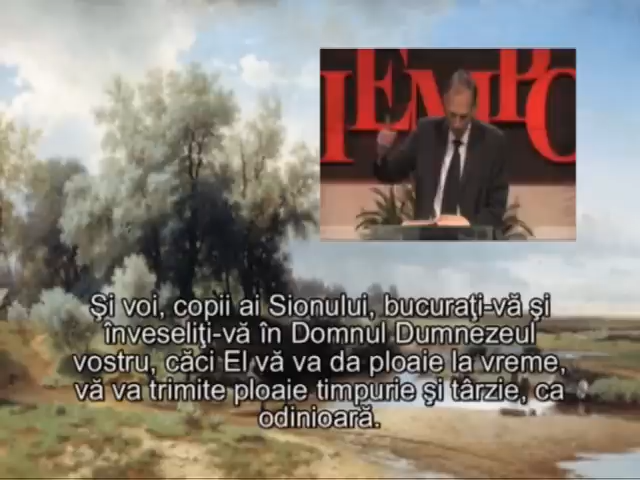 TIEMPO
Şi voi, copii ai Sionului, bucuraţi-vă şi
înveseliţi-vă în Domnul Dumnezeul
vostru, căci El vă va da ploaie la vreme,
vă va trimite ploaie timpurie şi târzie, ca
odinioară.